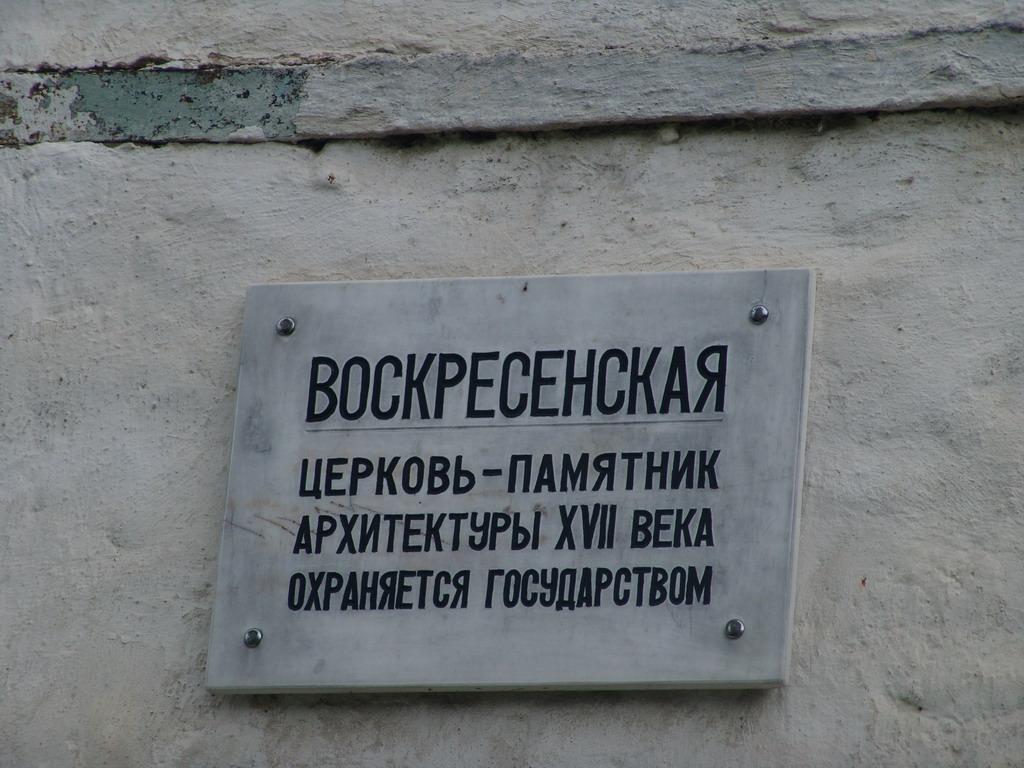 ВОСКРЕСЕНСКАЯ
ЦЕРКОВЬ-ПАМЯТНИК
АРХИТЕКТУРЫ XVII ВЕКА
ОХРАНЯЕТСЯ ГОСУДАРСТВОМ